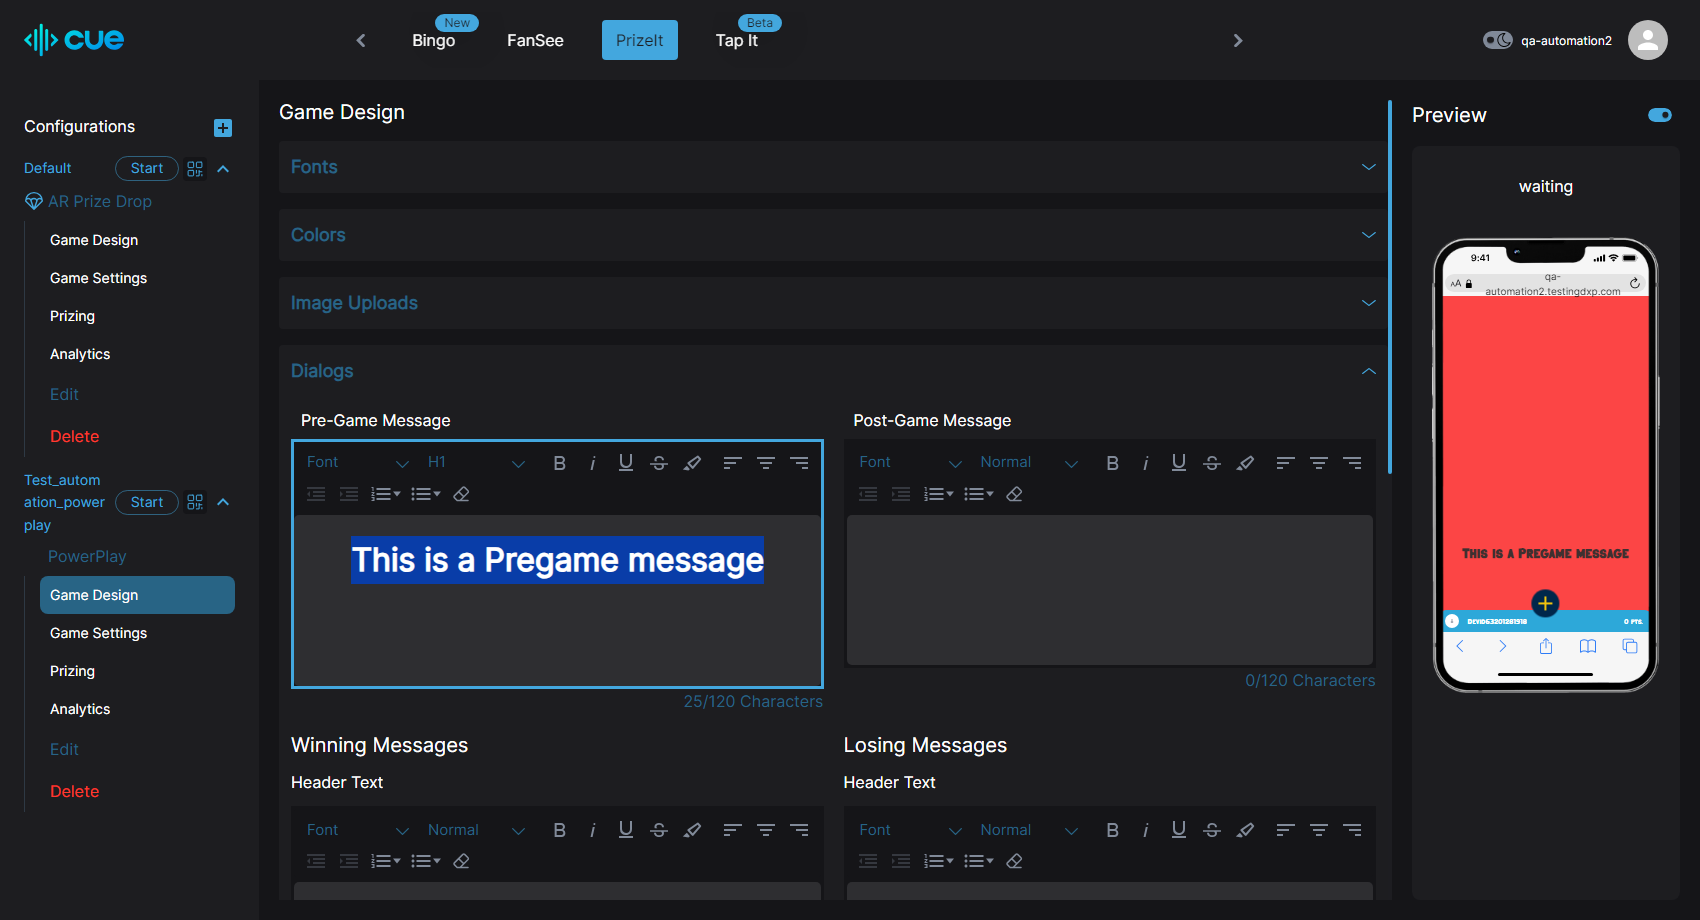 cue
New
Bingo
FanSee
PrizeIt
Beta
Tap It
qa-automation2
Configurations
Default
Start
AR Prize Drop
Game Design
Game Settings
Prizing
Analytics
Edit
Delete
Test_autom
ation_power
play
Start
PowerPlay
Game Design
Game Settings
Prizing
Analytics
Edit
Delete
Game Design
Fonts
Colors
Image Uploads
Dialogs
Pre-Game Message
Font H1
This is a Pregame message
25/120 Characters
Post-Game Message
Font Normal
0/120 Characters
Winning Messages
Header Text
Font Normal
Losing Messages
Header Text
Font Normal
Preview
waiting
9:41
AA
qa-
automation2.testingdxp.com
This is a Pregame message
0 Pts.